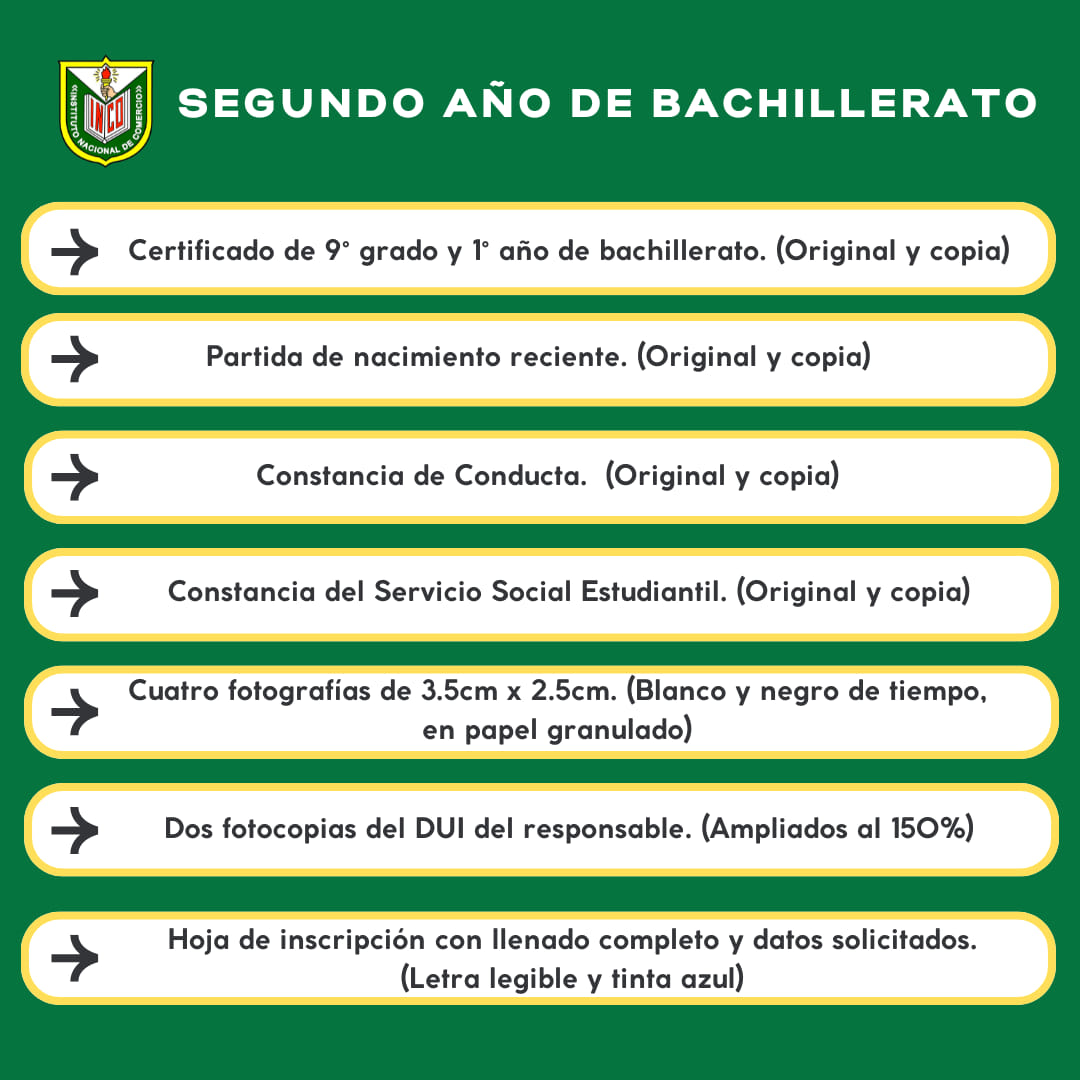 INCO
«INSTITUTO NACIONAL DE COMERCIO»
SEGUNDO AÑO DE BACHILLERATO
Certificado de 9° grado y 1° año de bachillerato. (Original y copia)
Partida de nacimiento reciente. (Original y copia)
Constancia de Conducta. (Original y copia)
Constancia del Servicio Social Estudiantil. (Original y copia)
Cuatro fotografías de 3.5cm x 2.5cm. (Blanco y negro de tiempo,
en papel granulado)
Dos fotocopias del DUI del responsable. (Ampliados al 150%)
Hoja de inscripción con llenado completo y datos solicitados.
(Letra legible y tinta azul)